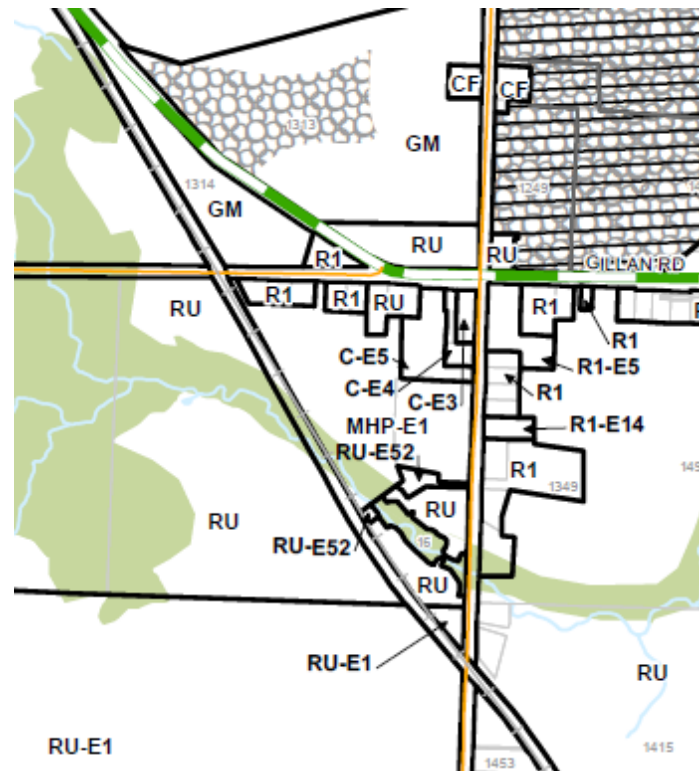 CF
CF
1313
GM
1314
1249
GM
RU
RU
R1
GILLAN RD
RU
R1
R1
RU
R1
R1
C-E5
R1-E5
C-E4
R1
C-E3
MHP-E1
R1-E14
RU-E52
R1
1349
RU
RU
RU-E52
15
RU
RU-E1
RU
RU-E1
1415
1453